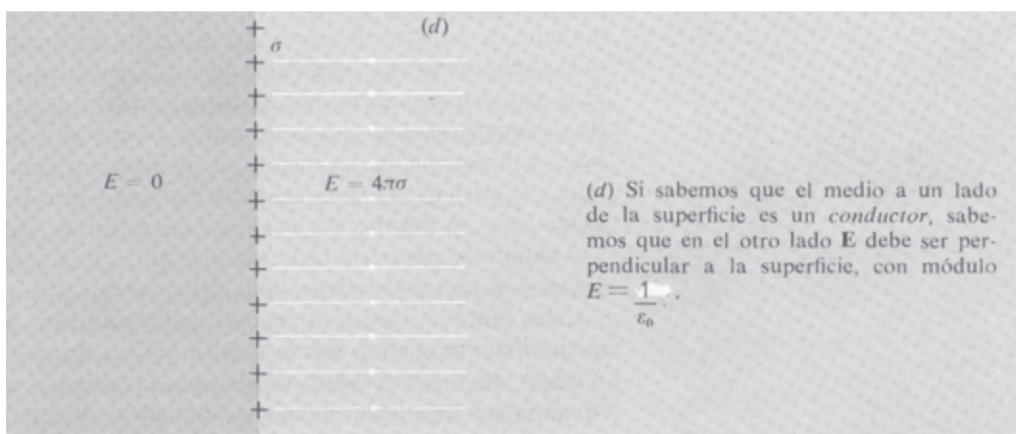 (d)
σ
E = 0
E = 4πσ
(d) Si sabemos que el medio a un lado
de la superficie es un conductor, sabe-
mos que en el otro lado E debe ser per-
pendicular a la superficie, con módulo
E = 1/ε₀ .